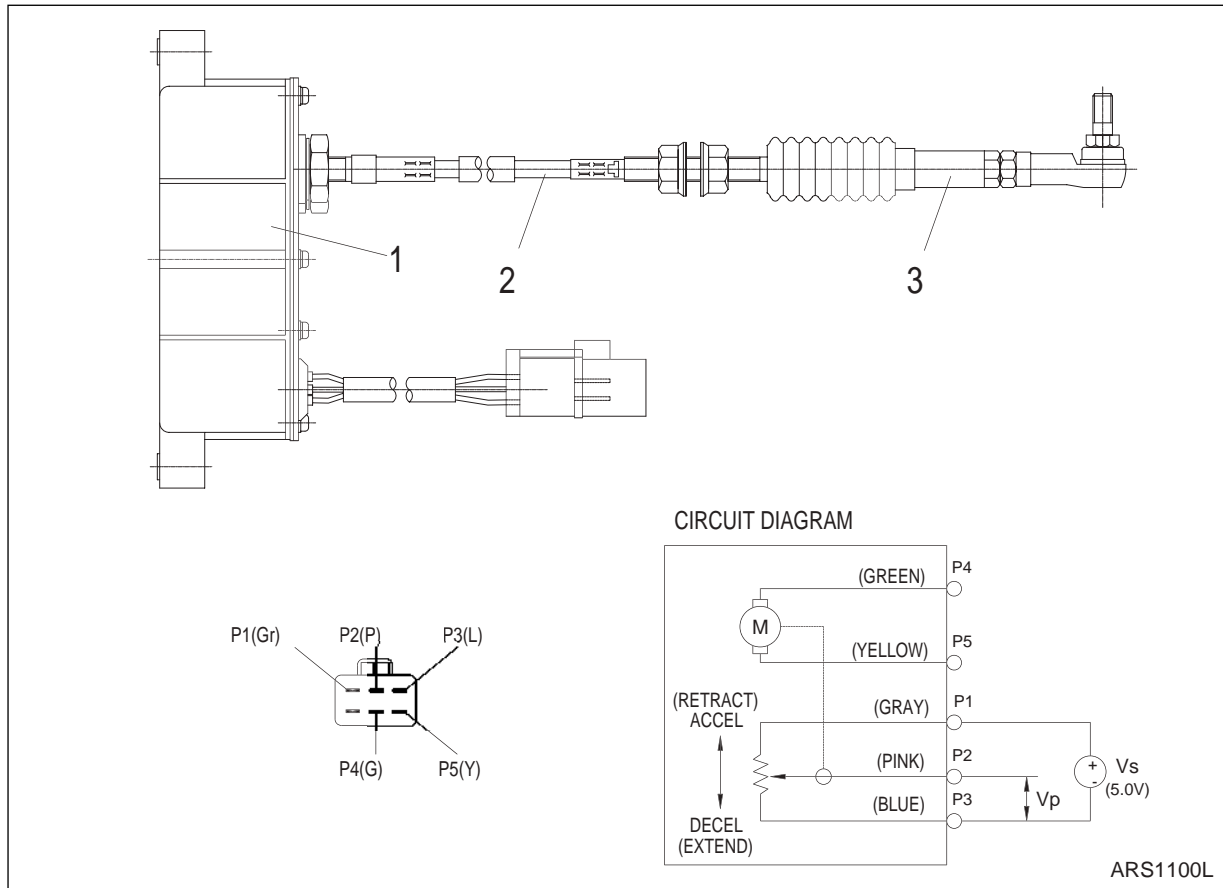 1
2
3
CIRCUIT DIAGRAM
P1(Gr)
P2(P)
P3(L)
P4(G)
P5(Y)
(GREEN)
P4
M
(YELLOW)
P5
(RETRACT)
ACCEL
(GRAY)
P1
(PINK)
P2
+
-
Vs
(5.0V)
Vp
(BLUE)
P3
DECEL
(EXTEND)
ARS1100L